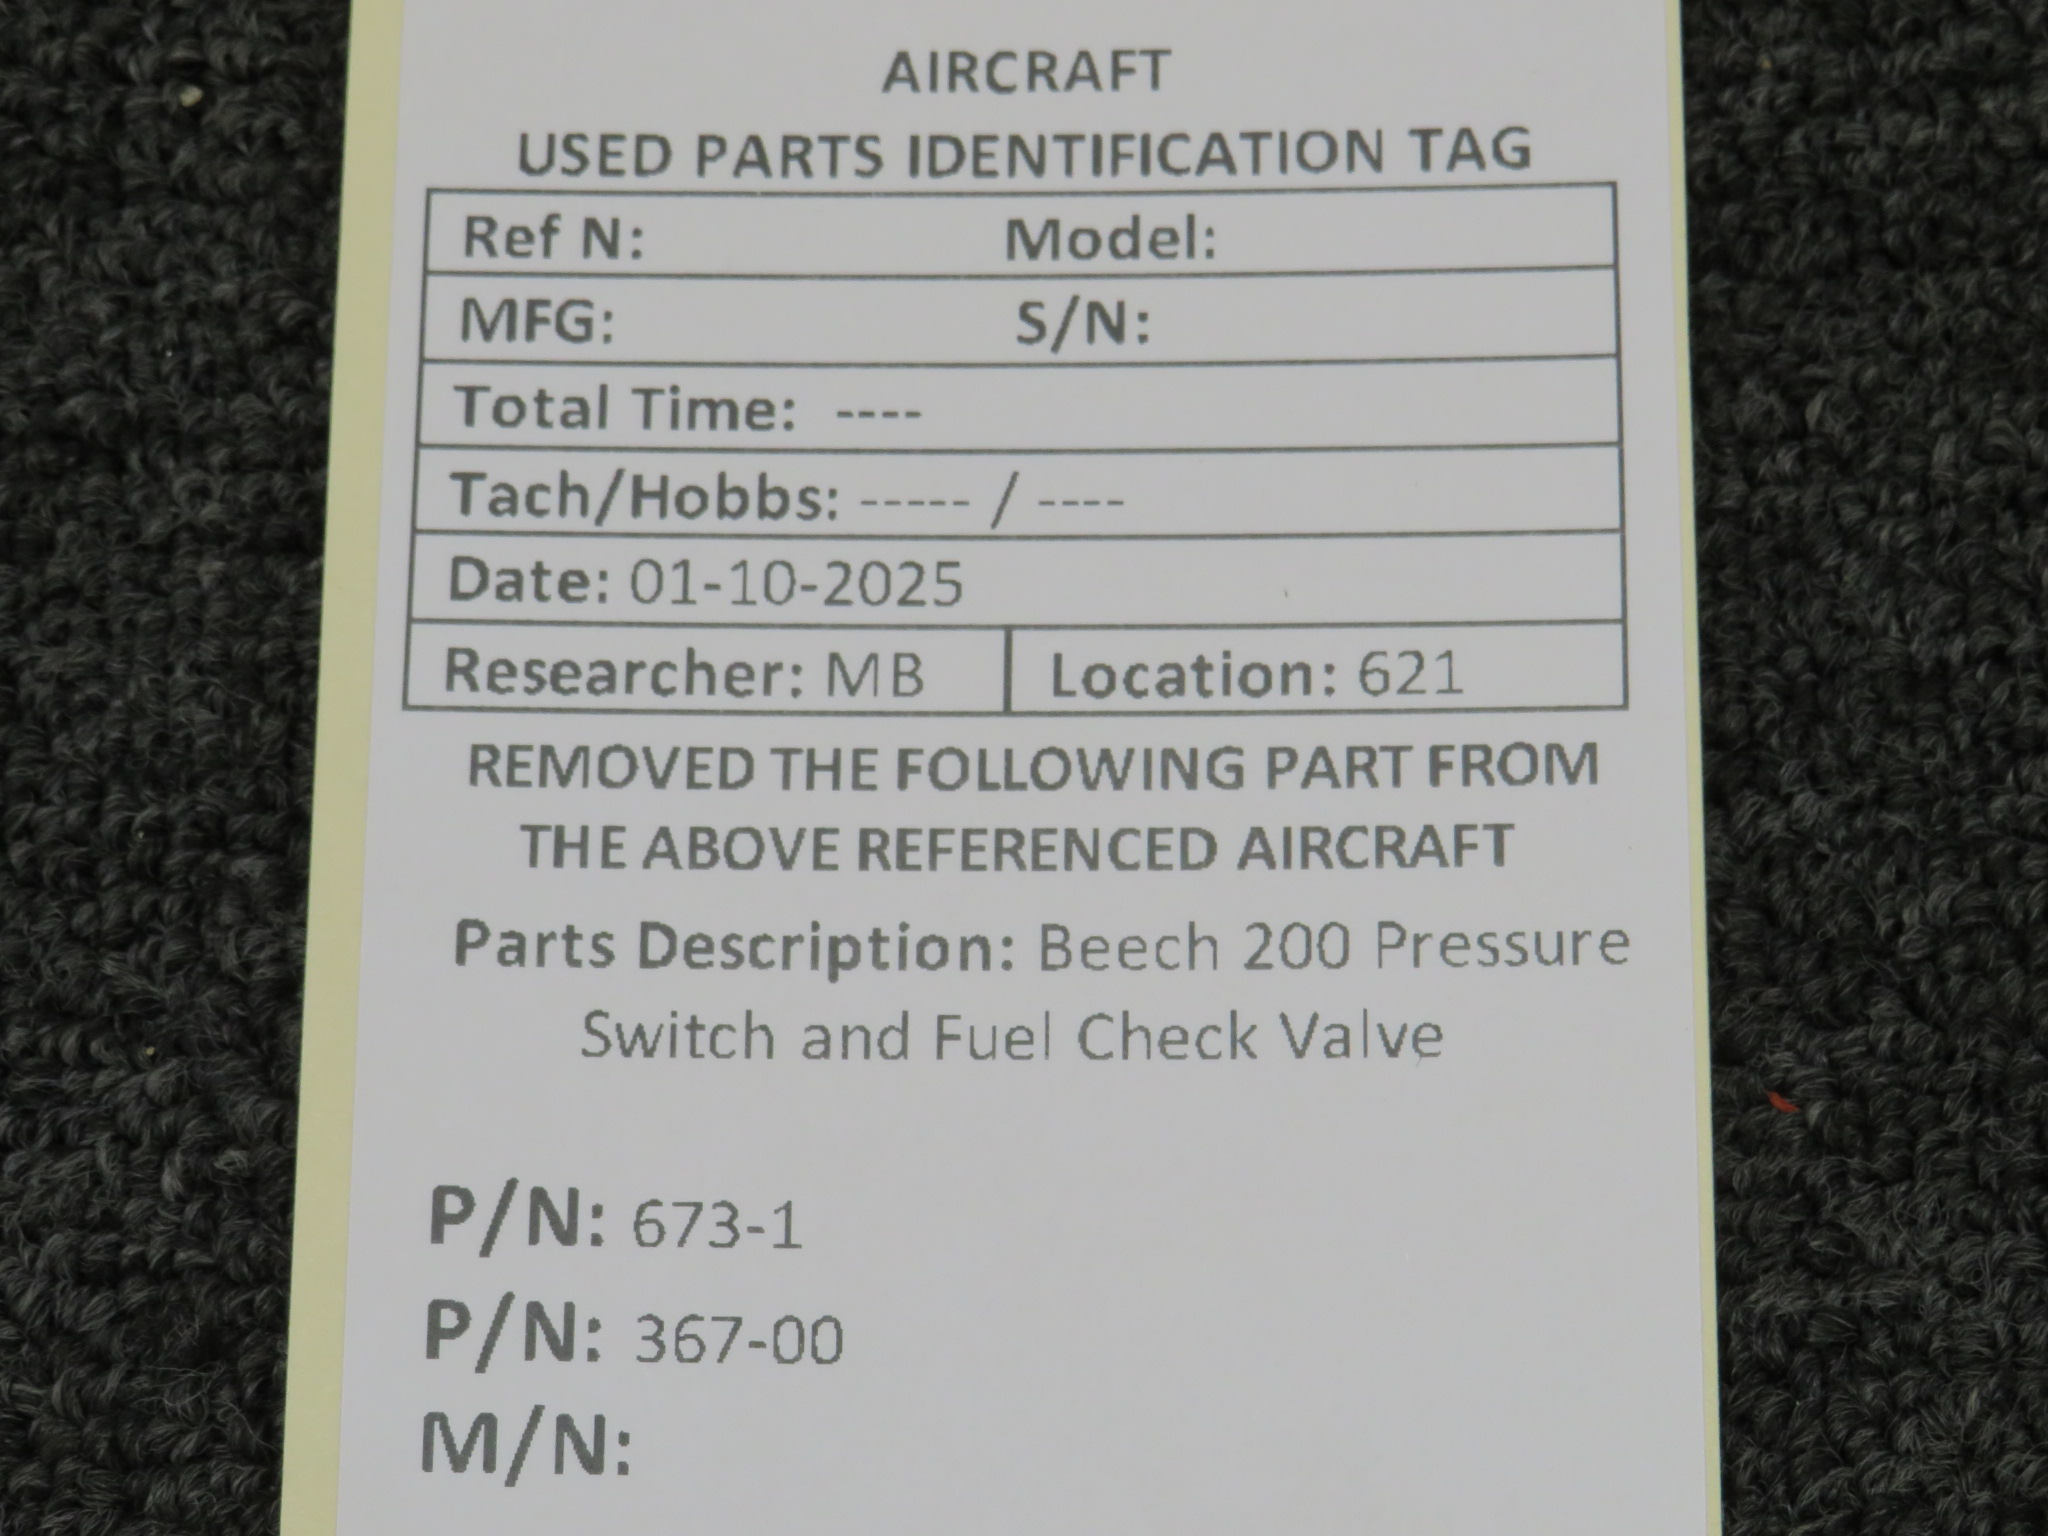 AIRCRAFT
USED PARTS IDENTIFICATION TAG
Ref N: Model:
MFG: S/N:
Total Time: ----
Tach/Hobbs: ----- / ----
Date: 01-10-2025
Researcher: MB Location: 621
REMOVED THE FOLLOWING PART FROM
THE ABOVE REFERENCED AIRCRAFT
Parts Description: Beech 200 Pressure
Switch and Fuel Check Valve
P/N: 673-1
P/N: 367-00
M/N: